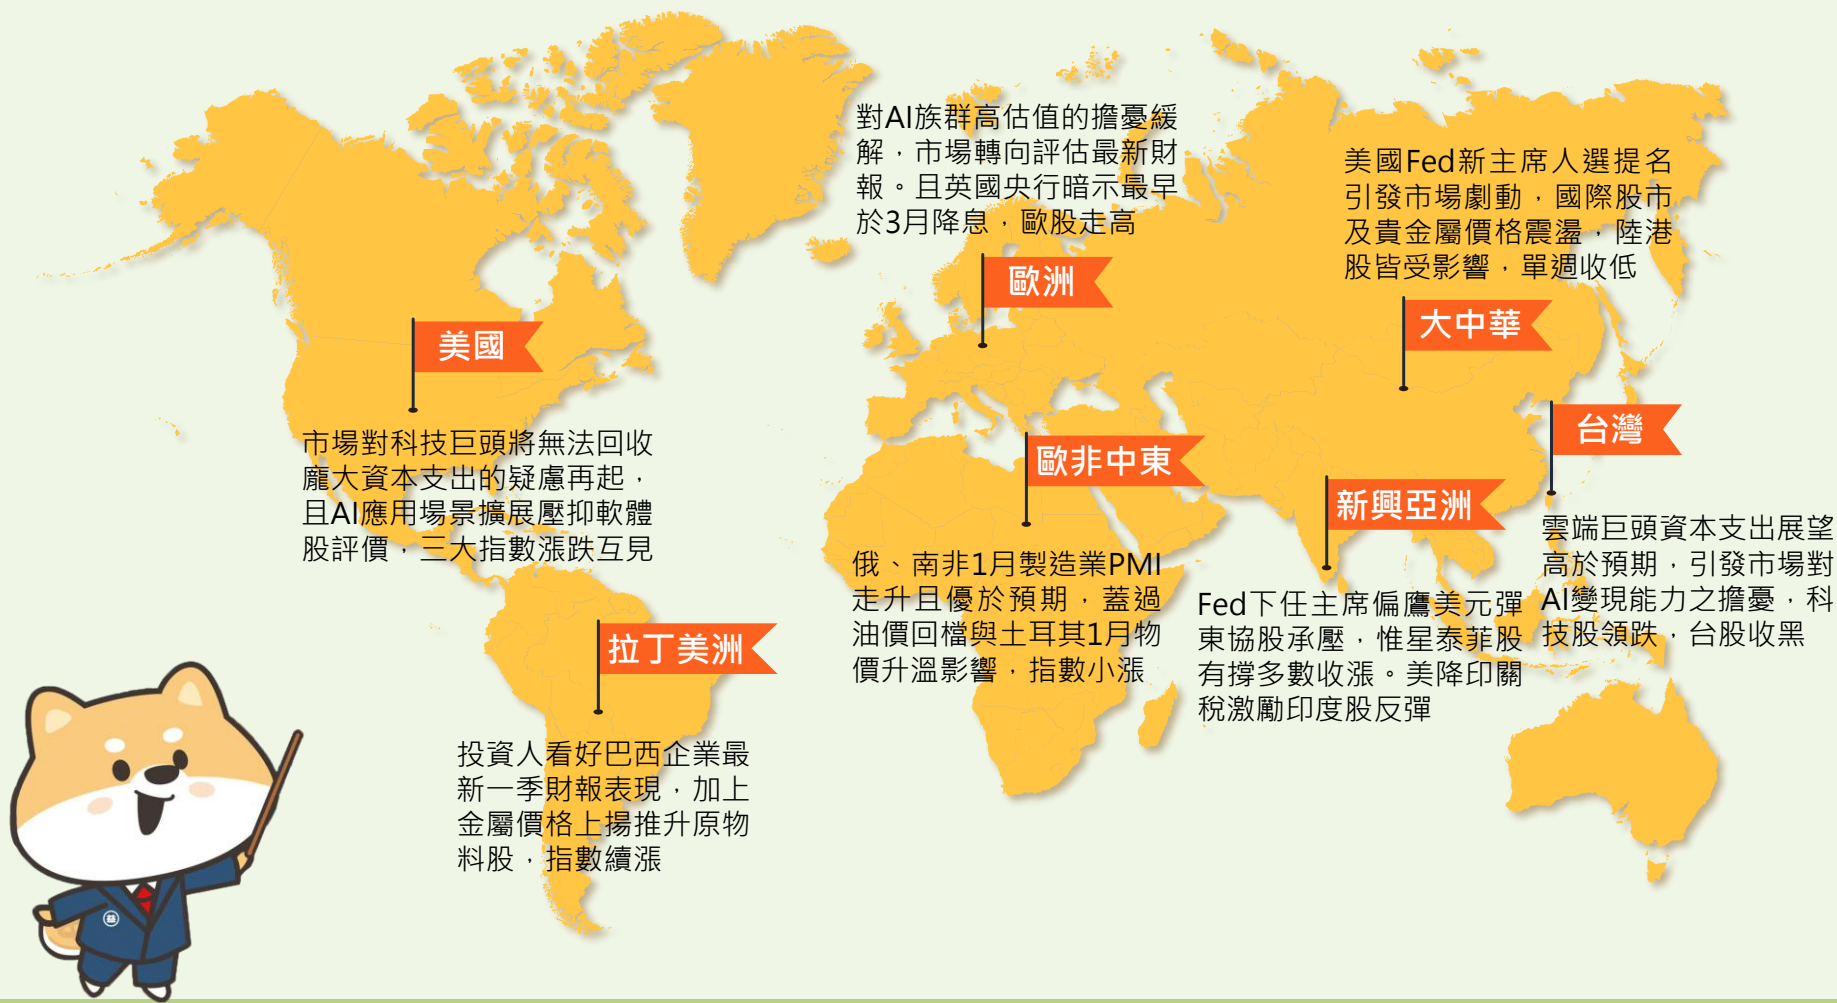 美國
市場對科技巨頭將無法回收
龐大資本支出的疑慮再起，
且AI應用場景擴展壓抑軟體
股評價，三大指數漲跌互見
拉丁美洲
投資人看好巴西企業最
新一季財報表現，加上
金屬價格上揚推升原物
料股，指數續漲
對AI族群高估值的擔憂緩
解，市場轉向評估最新財
報。且英國央行暗示最早
於3月降息，歐股走高
歐洲
歐非中東
俄、南非1月製造業PMI
走升且優於預期，蓋過
油價回檔與土耳其1月物
價升溫影響，指數小漲
美國Fed新主席人選提名
引發市場劇動，國際股市
及貴金屬價格震盪，陸港
股皆受影響，單週收低
大中華
新興亞洲
Fed下任主席偏鷹美元彈
東協股承壓，惟星泰菲股
有撐多數收漲。美降印關
稅激勵印度股反彈
台灣
雲端巨頭資本支出展望
高於預期，引發市場對
AI變現能力之擔憂，科
技股領跌，台股收黑